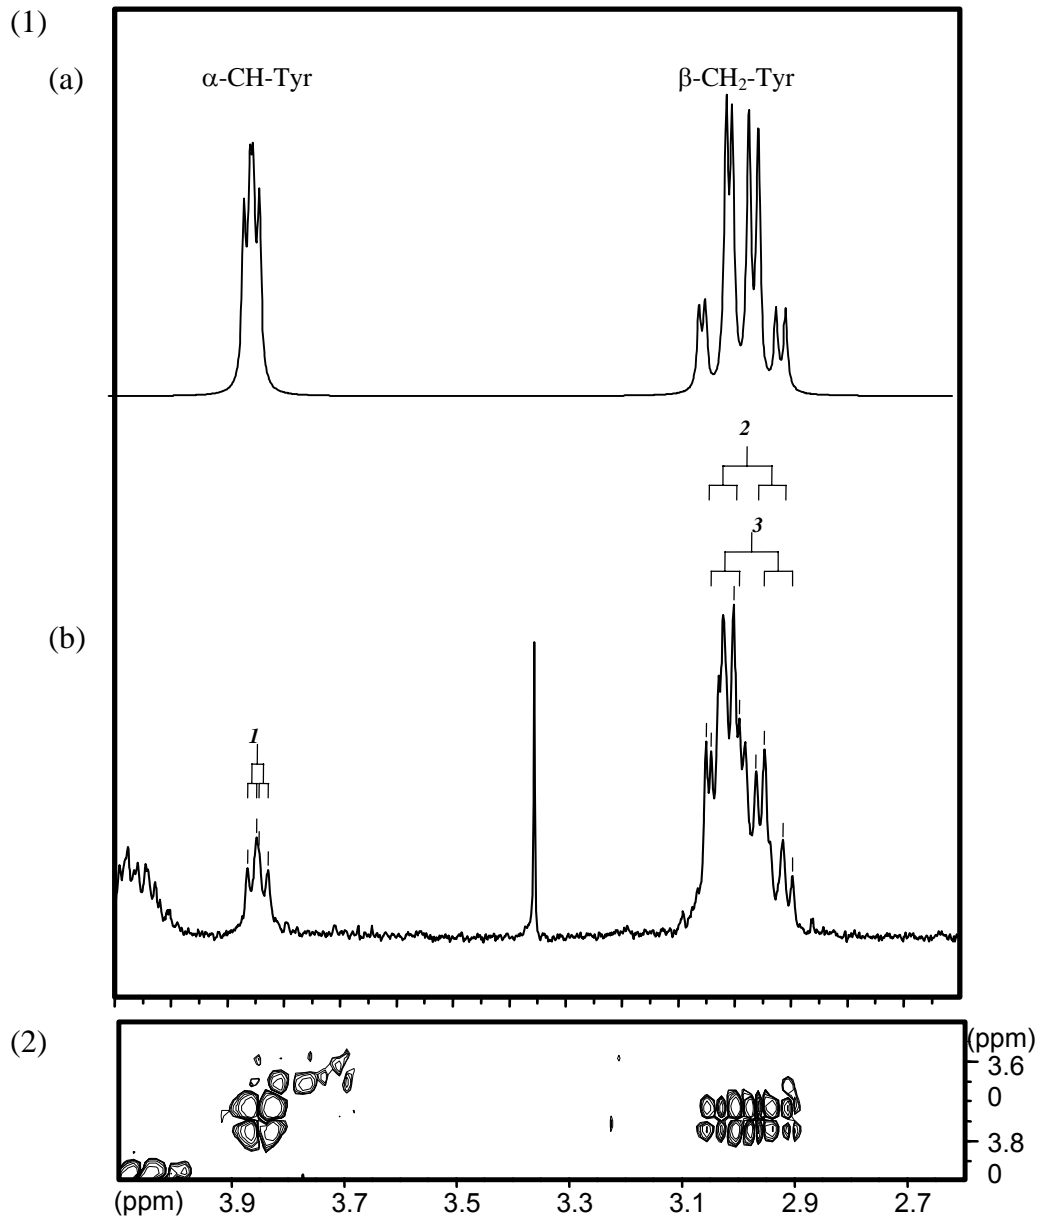 (1)
(a)
α-CH-Tyr
β-CH₂-Tyr
2
3
(b)
1
(2)
(ppm)
3.6
0
3.8
0
(ppm) 3.9 3.7 3.5 3.3 3.1 2.9 2.7